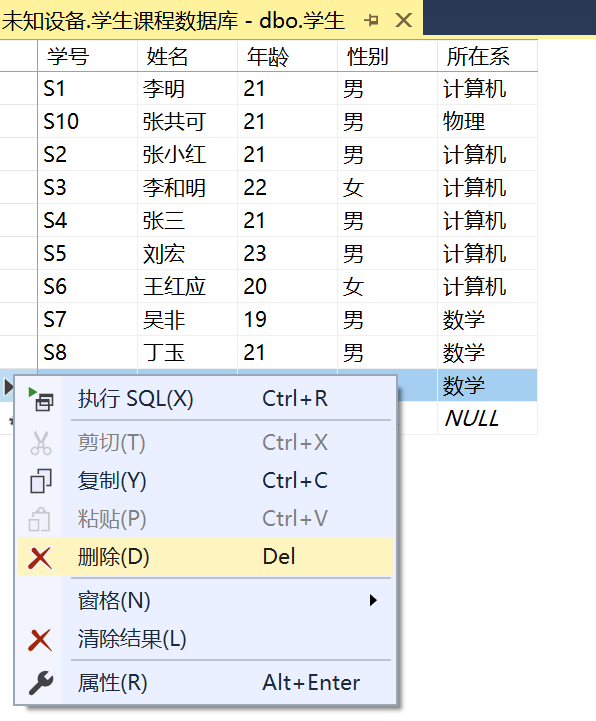 未知设备.学生课程数据库 - dbo.学生
学号 姓名 年龄 性别 所在系
S1 李明 21 男 计算机
S10 张共可 21 男 物理
S2 张小红 21 男 计算机
S3 李和明 22 女 计算机
S4 张三 21 男 计算机
S5 刘宏 23 男 计算机
S6 王红应 20 女 计算机
S7 吴非 19 男 数学
S8 丁玉 21 男 数学
数学
NULL
执行 SQL(X) Ctrl+R
剪切(T) Ctrl+X
复制(Y) Ctrl+C
粘贴(P) Ctrl+V
删除(D) Del
窗格(N)
清除结果(L)
属性(R) Alt+Enter